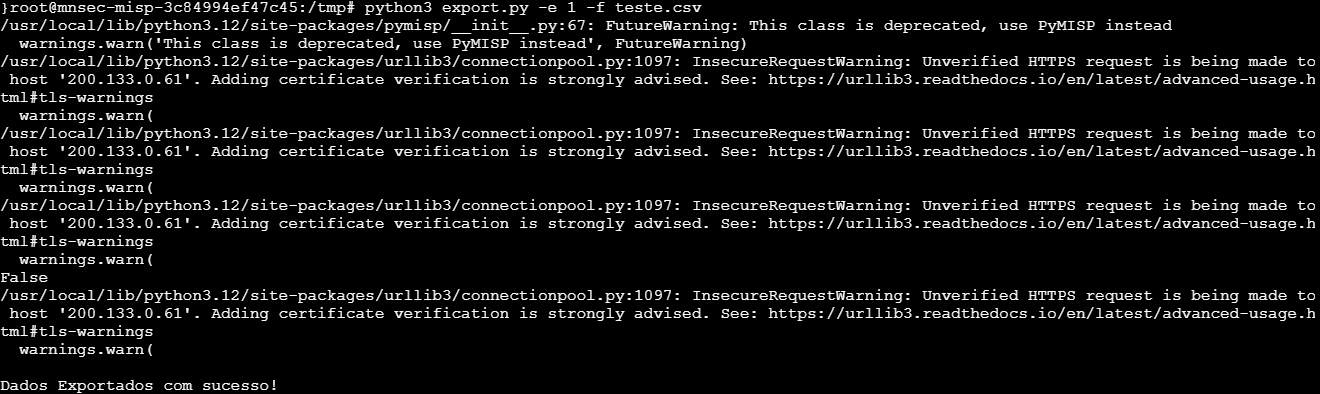 }root@mnsec-misp-3c84994ef47c45:/tmp# python3 export.py -e 1 -f teste.csv
/usr/local/lib/python3.12/site-packages/pymisp/__init__.py:67: FutureWarning: This class is deprecated, use PyMISP instead
  warnings.warn('This class is deprecated, use PyMISP instead', FutureWarning)
/usr/local/lib/python3.12/site-packages/urllib3/connectionpool.py:1097: InsecureRequestWarning: Unverified HTTPS request is being made to
 host '200.133.0.61'. Adding certificate verification is strongly advised. See: https://urllib3.readthedocs.io/en/latest/advanced-usage.h
tml#tls-warnings
  warnings.warn(
/usr/local/lib/python3.12/site-packages/urllib3/connectionpool.py:1097: InsecureRequestWarning: Unverified HTTPS request is being made to
 host '200.133.0.61'. Adding certificate verification is strongly advised. See: https://urllib3.readthedocs.io/en/latest/advanced-usage.h
tml#tls-warnings
  warnings.warn(
/usr/local/lib/python3.12/site-packages/urllib3/connectionpool.py:1097: InsecureRequestWarning: Unverified HTTPS request is being made to
 host '200.133.0.61'. Adding certificate verification is strongly advised. See: https://urllib3.readthedocs.io/en/latest/advanced-usage.h
tml#tls-warnings
  warnings.warn(
False
/usr/local/lib/python3.12/site-packages/urllib3/connectionpool.py:1097: InsecureRequestWarning: Unverified HTTPS request is being made to
 host '200.133.0.61'. Adding certificate verification is strongly advised. See: https://urllib3.readthedocs.io/en/latest/advanced-usage.h
tml#tls-warnings
  warnings.warn(

Dados Exportados com sucesso!